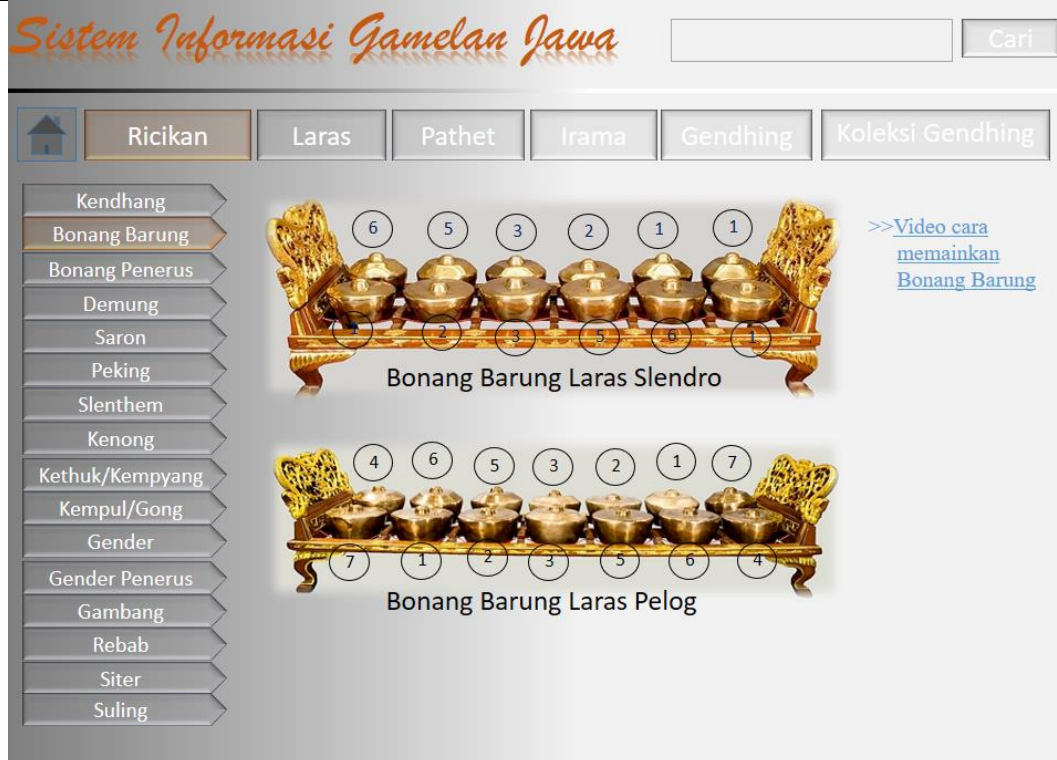 Sistem Informasi Gamelan Jawa
Cari
Ricikan Laras Pathet Irama Gendhing Koleksi Gendhing
Kendhang
Bonang Barung
Bonang Penerus
Demung
Saron
Peking
Slenthem
Kenong
Kethuk/Kempyang
Kempul/Gong
Gender
Gender Penerus
Gambang
Rebab
Siter
Suling
6 5 3 2 1 1
1 2 3 5 6 1
Bonang Barung Laras Slendro
4 6 5 3 2 1 7
7 1 2 3 5 6 4
Bonang Barung Laras Pelog
>>Video cara
memainkan
Bonang Barung